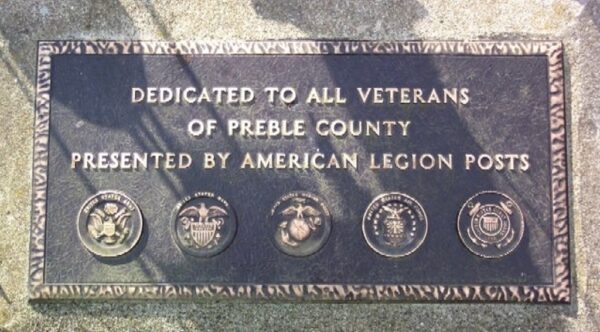 DEDICATED TO ALL VETERANS
OF PREBLE COUNTY
PRESENTED BY AMERICAN LEGION POSTS